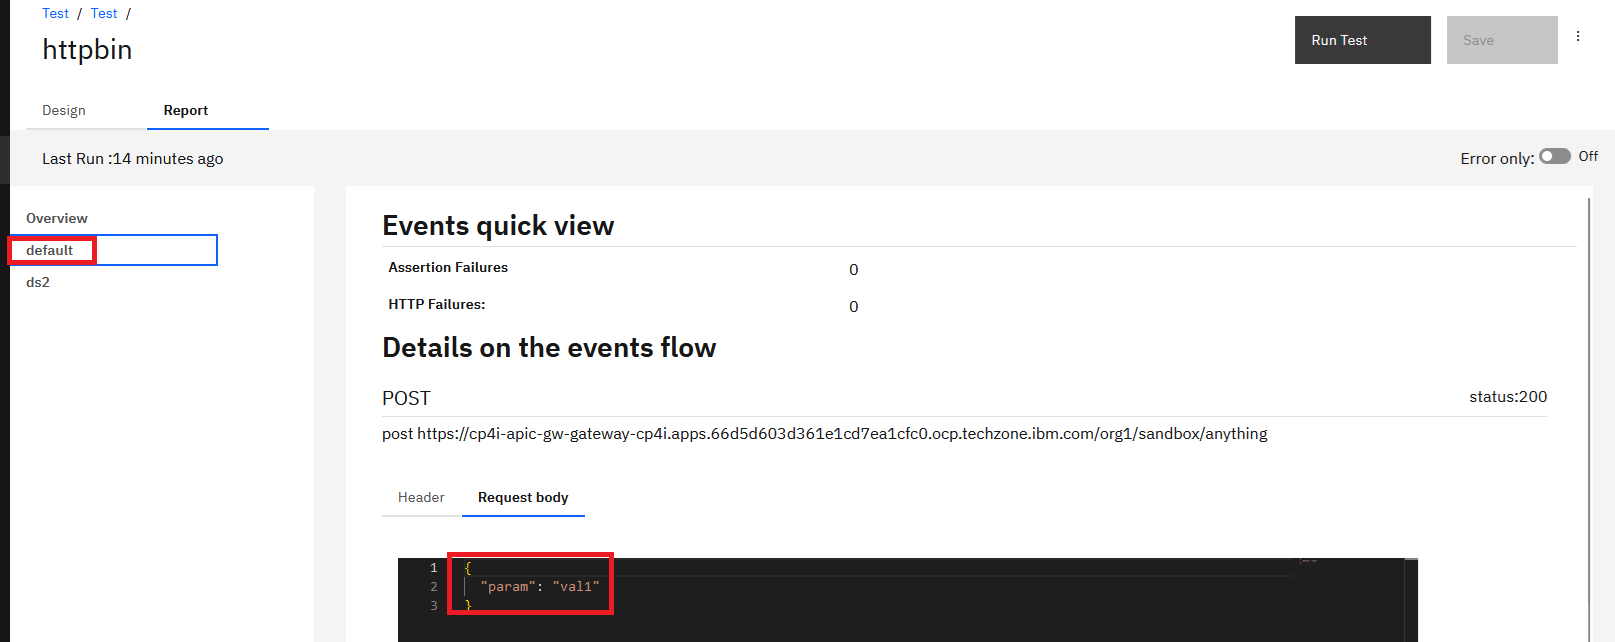 Test / Test /
httpbin
Run Test
Save
Design
Report
Last Run :14 minutes ago
Error only:
Off
Overview
default
ds2
Events quick view
Assertion Failures
0
HTTP Failures:
0
Details on the events flow
POST
status:200
post https://cp4i-apic-gw-gateway-cp4i.apps.66d5d603d361e1cd7ea1cfc0.ocp.techzone.ibm.com/org1/sandbox/anything
Header
Request body
1 {
2 "param": "val1"
3 }